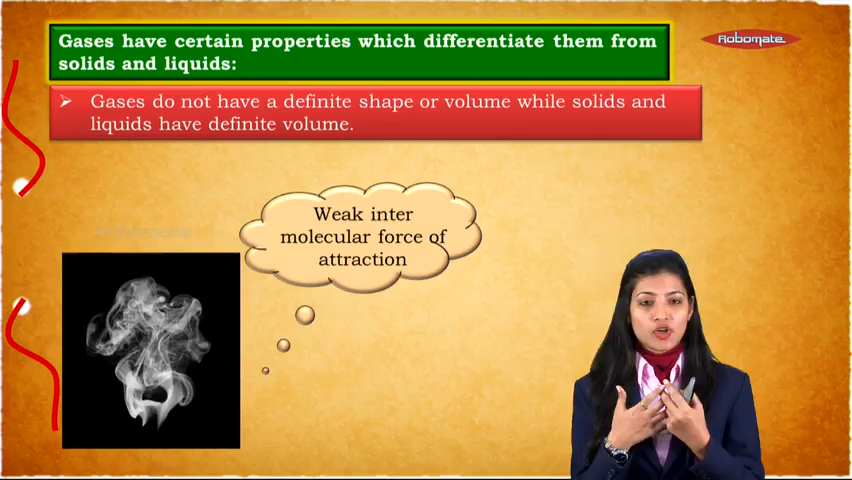 Gases have certain properties which differentiate them from
solids and liquids:
Robomate
Gases do not have a definite shape or volume while solids and
liquids have definite volume.
Weak inter
molecular force of
attraction